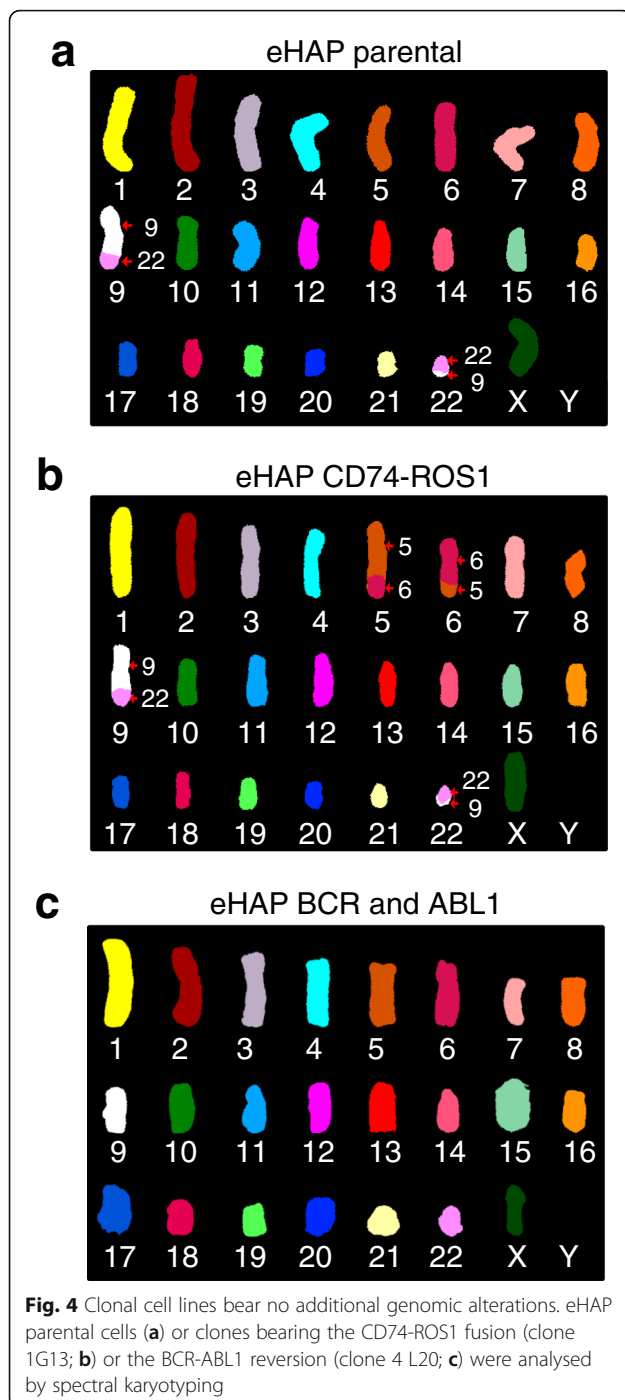 a
eHAP parental
1 2 3 4 5 6 7 8
9
22
9 10 11 12 13 14 15 16
22
9
17 18 19 20 21 22 X Y
b
eHAP CD74-ROS1
5 6
6 5
1 2 3 4 5 6 7 8
9
22
9 10 11 12 13 14 15 16
22
9
17 18 19 20 21 22 X Y
c
eHAP BCR and ABL1
1 2 3 4 5 6 7 8
9 10 11 12 13 14 15 16
17 18 19 20 21 22 X Y
Fig. 4 Clonal cell lines bear no additional genomic alterations. eHAP
parental cells (a) or clones bearing the CD74-ROS1 fusion (clone
1G13; b) or the BCR-ABL1 reversion (clone 4 L20; c) were analysed
by spectral karyotyping